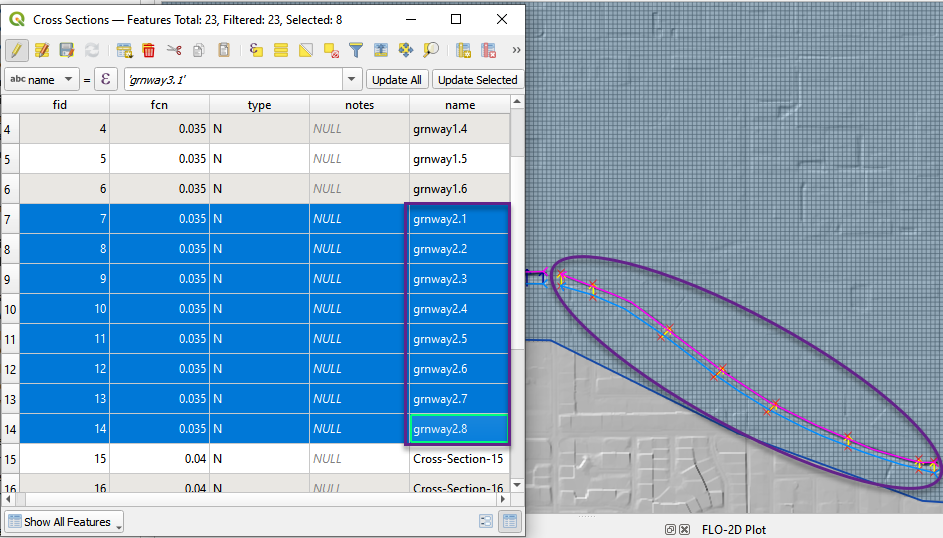 Cross Sections — Features Total: 23, Filtered: 23, Selected: 8
abc name = ε 'grnway3.1' Update All Update Selected
fid fcn type notes name
4 4 0.035 N NULL grnway1.4
5 5 0.035 N NULL grnway1.5
6 6 0.035 N NULL grnway1.6
7 7 0.035 N NULL grnway2.1
8 8 0.035 N NULL grnway2.2
9 9 0.035 N NULL grnway2.3
10 10 0.035 N NULL grnway2.4
11 11 0.035 N NULL grnway2.5
12 12 0.035 N NULL grnway2.6
13 13 0.035 N NULL grnway2.7
14 14 0.035 N NULL grnway2.8
15 15 0.04 N NULL Cross-Section-15
16 16 0.04 N NULL Cross-Section-16
Show All Features
FLO-2D Plot